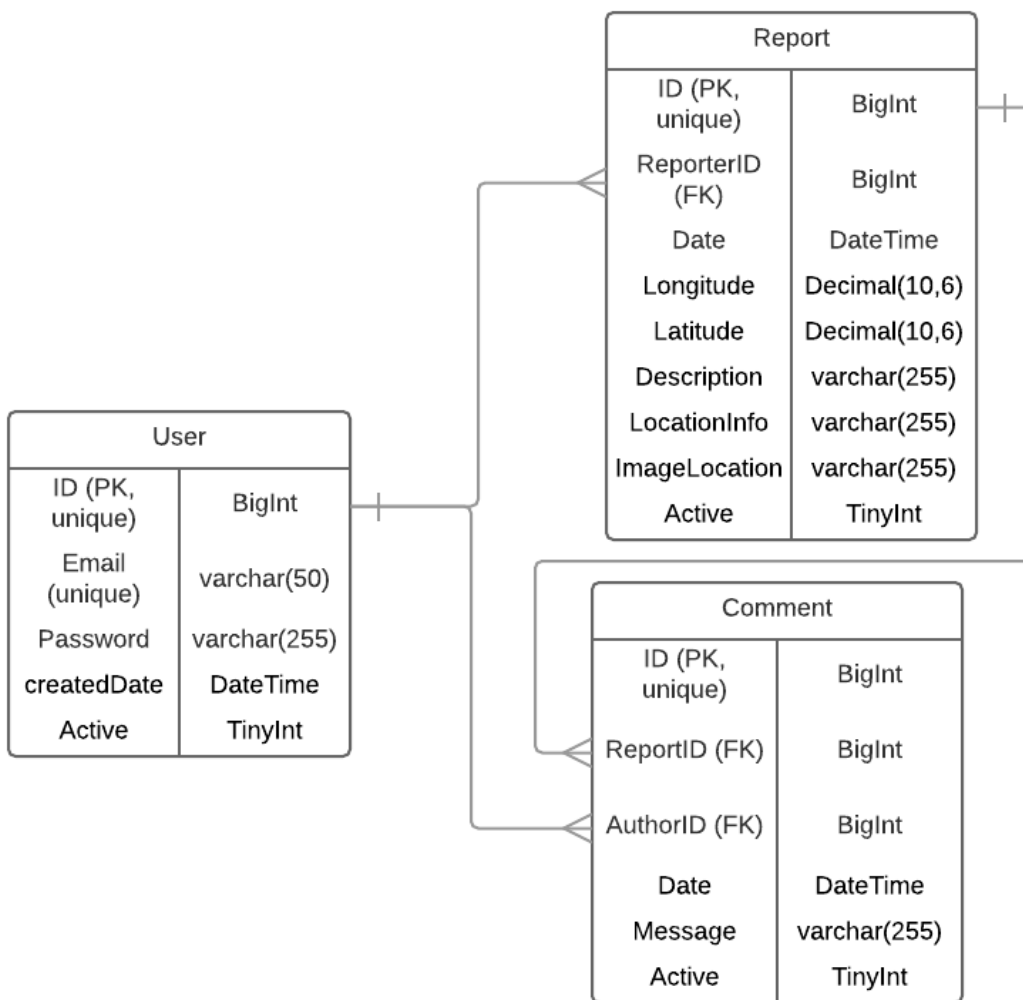 Report
ID (PK,
unique)
BigInt
ReporterID
(FK)
BigInt
Date
DateTime
Longitude
Decimal(10,6)
Latitude
Decimal(10,6)
Description
varchar(255)
LocationInfo
varchar(255)
ImageLocation
varchar(255)
Active
TinyInt
User
ID (PK,
unique)
BigInt
Email
(unique)
varchar(50)
Password
varchar(255)
createdDate
DateTime
Active
TinyInt
Comment
ID (PK,
unique)
BigInt
ReportID (FK)
BigInt
AuthorID (FK)
BigInt
Date
DateTime
Message
varchar(255)
Active
TinyInt